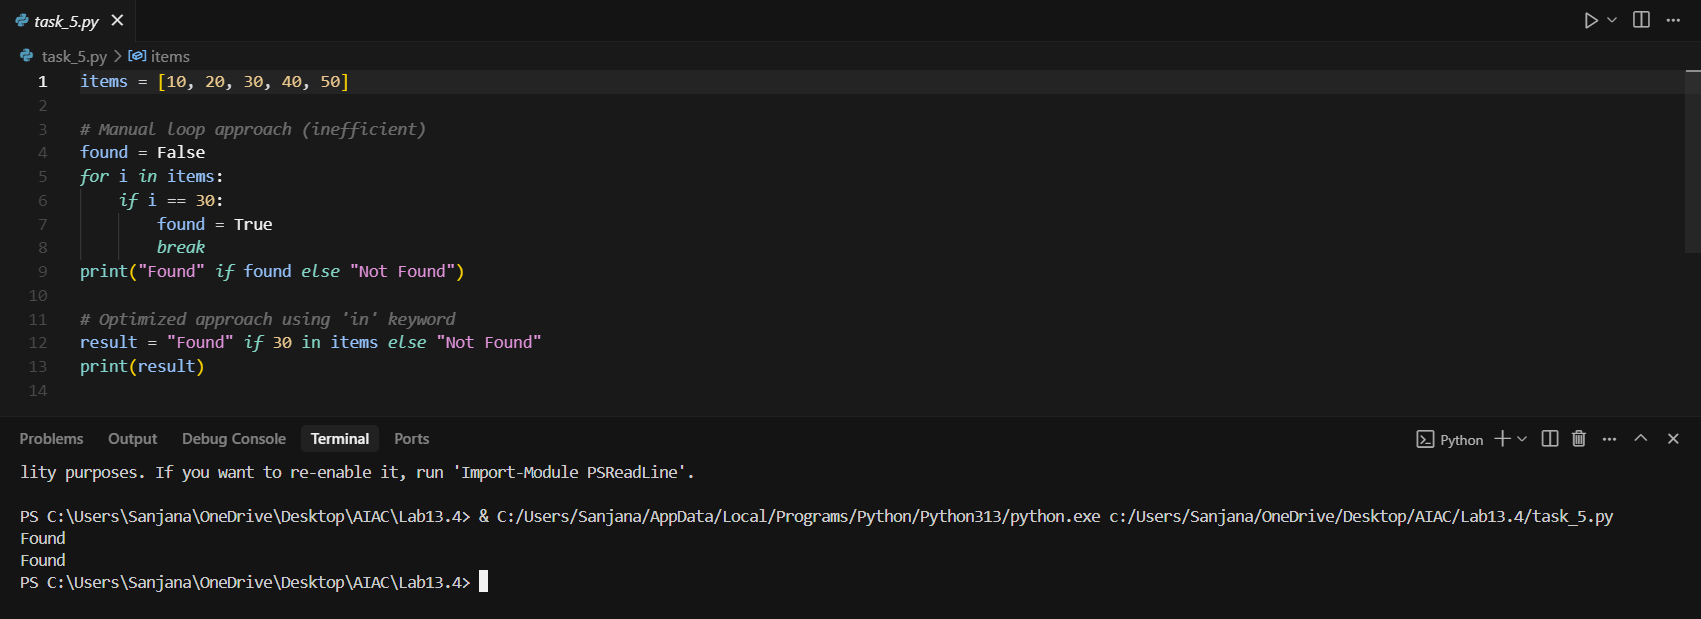 task_5.py
task_5.py > items
1 items = [10, 20, 30, 40, 50]
2
3 # Manual loop approach (inefficient)
4 found = False
5 for i in items:
6     if i == 30:
7         found = True
8         break
9 print("Found" if found else "Not Found")
10
11 # Optimized approach using 'in' keyword
12 result = "Found" if 30 in items else "Not Found"
13 print(result)
14
Problems Output Debug Console Terminal Ports Python
lity purposes. If you want to re-enable it, run 'Import-Module PSReadLine'.
PS C:\Users\Sanjana\OneDrive\Desktop\AIAC\Lab13.4> & C:/Users/Sanjana/AppData/Local/Programs/Python/Python313/python.exe c:/Users/Sanjana/OneDrive/Desktop/AIAC/Lab13.4/task_5.py
Found
Found
PS C:\Users\Sanjana\OneDrive\Desktop\AIAC\Lab13.4>